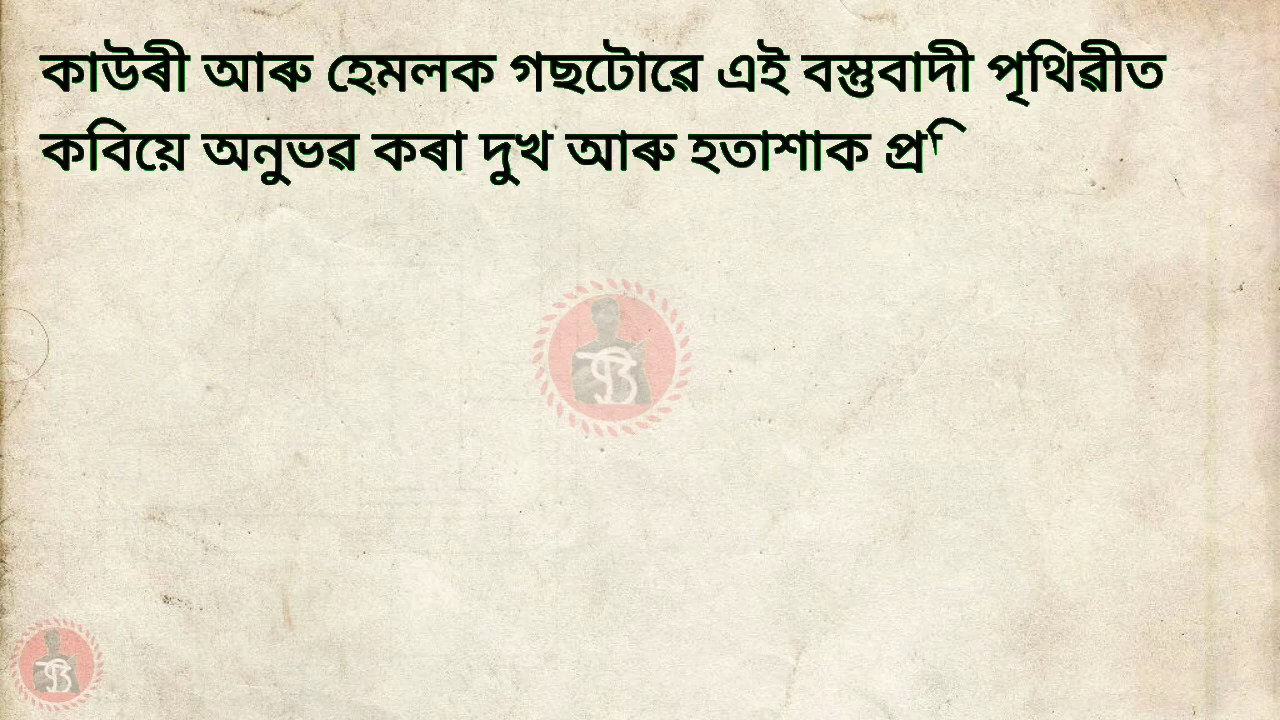 কাউৰী আৰু হেমলক গছটোৱে এই বস্তুবাদী পৃথিৱীত
কবিয়ে অনুভৱ কৰা দুখ আৰু হতাশাক